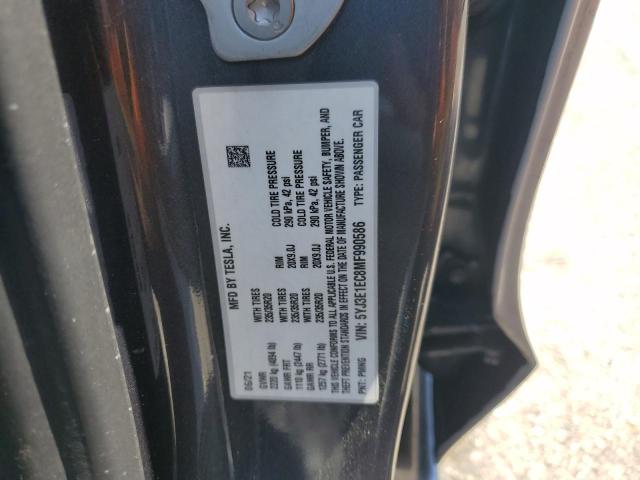 MFD BY TESLA, INC.
06/21
GVWR WITH TIRES RIM COLD TIRE PRESSURE
2220 kg (4894 lb) 235/35R20 20X9.0J 290 kPa, 42 psi
GAWR FRT WITH TIRES RIM COLD TIRE PRESSURE
1110 kg (2447 lb) 235/35R20 20X9.0J 290 kPa, 42 psi
GAWR RR WITH TIRES
1257 kg (2771 lb) 235/35R20
THIS VEHICLE CONFORMS TO ALL APPLICABLE U.S. FEDERAL MOTOR VEHICLE SAFETY, BUMPER, AND
THEFT PREVENTION STANDARDS IN EFFECT ON THE DATE OF MANUFACTURE SHOWN ABOVE.
PKNT: PMNG VIN: 5YJ3E1EC8MF990586 TYPE: PASSENGER CAR